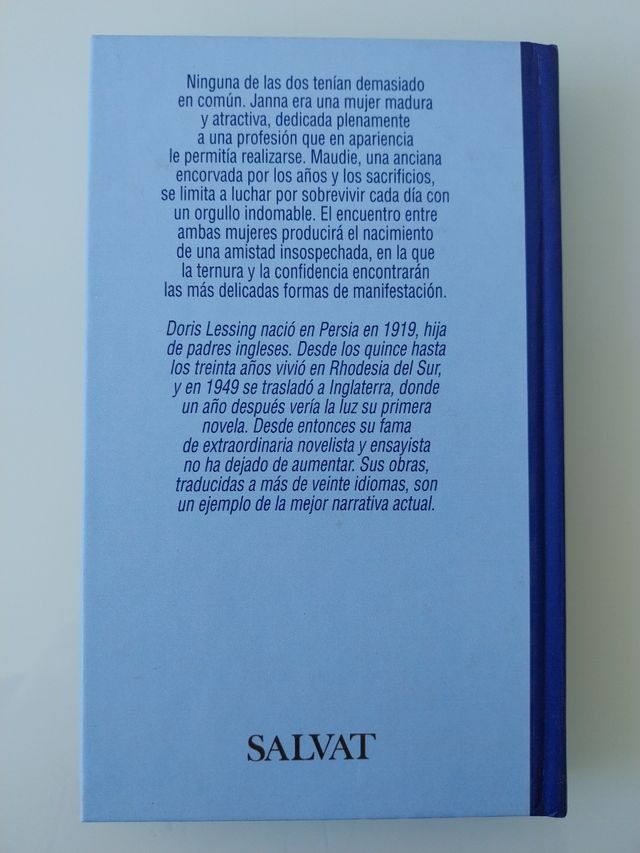 Ninguna de las dos tenían demasiado
en común. Janna era una mujer madura
y atractiva, dedicada plenamente
a una profesión que en apariencia
le permitía realizarse. Maudie, una anciana
encorvada por los años y los sacrificios,
se limita a luchar por sobrevivir cada día con
un orgullo indomable. El encuentro entre
ambas mujeres producirá el nacimiento
de una amistad insospechada, en la que
la ternura y la confidencia encontrarán
las más delicadas formas de manifestación.
Doris Lessing nació en Persia en 1919, hija
de padres ingleses. Desde los quince hasta
los treinta años vivió en Rhodesia del Sur,
y en 1949 se trasladó a Inglaterra, donde
un año después vería la luz su primera
novela. Desde entonces su fama
de extraordinaria novelista y ensayista
no ha dejado de aumentar. Sus obras,
traducidas a más de veinte idiomas, son
un ejemplo de la mejor narrativa actual.
SALVAT